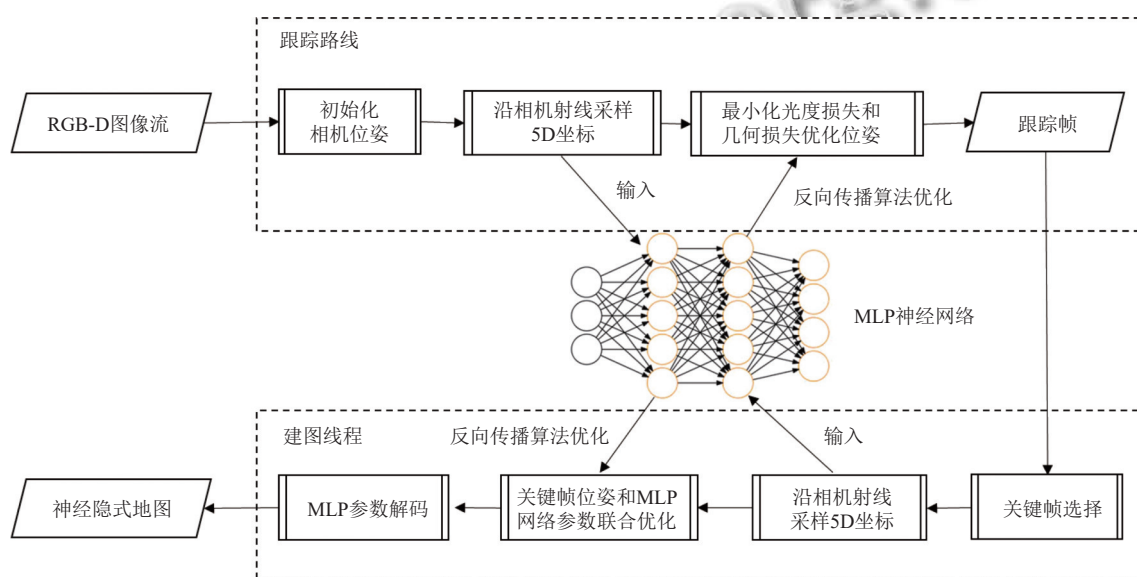 跟踪路线
RGB-D图像流
初始化
相机位姿
沿相机射线采样
5D坐标
最小化光度损失和
几何损失优化位姿
跟踪帧
输入
反向传播算法优化
MLP神经网络
建图线程
反向传播算法优化
输入
神经隐式地图
MLP参数解码
关键帧位姿和MLP
网络参数联合优化
沿相机射线
采样5D坐标
关键帧选择